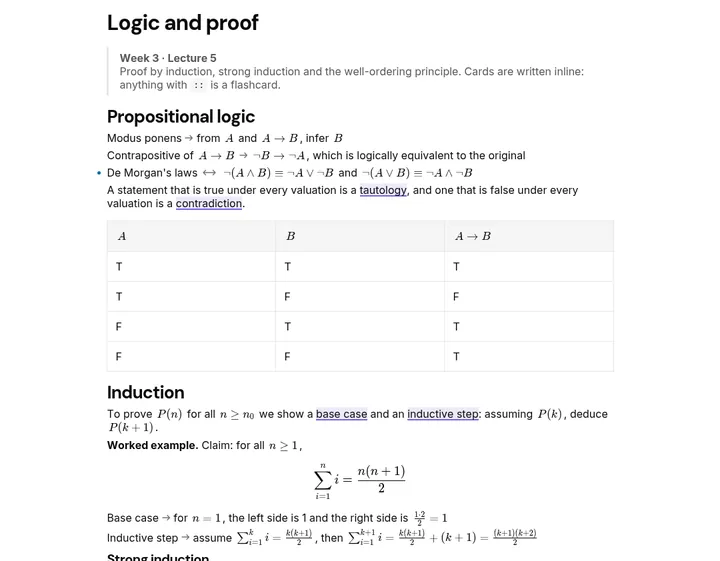 Logic and proof
Week 3 · Lecture 5
Proof by induction, strong induction and the well-ordering principle. Cards are written inline:
anything with :: is a flashcard.
Propositional logic
Modus ponens → from A and A → B, infer B
Contrapositive of A → B → ¬B → ¬A, which is logically equivalent to the original
• De Morgan's laws ↔ ¬(A ∧ B) ≡ ¬A ∨ ¬B and ¬(A ∨ B) ≡ ¬A ∧ ¬B
A statement that is true under every valuation is a tautology, and one that is false under every
valuation is a contradiction.
A B A → B
T T T
T F F
F T T
F F T
Induction
To prove P(n) for all n ≥ n₀ we show a base case and an inductive step: assuming P(k), deduce
P(k + 1).
Worked example. Claim: for all n ≥ 1,
∑_{i=1}^{n} i = n(n + 1)/2
Base case → for n = 1, the left side is 1 and the right side is 1·2/2 = 1
Inductive step → assume ∑_{i=1}^{k} i = k(k+1)/2, then ∑_{i=1}^{k+1} i = k(k+1)/2 + (k + 1) = (k+1)(k+2)/2
Strong induction